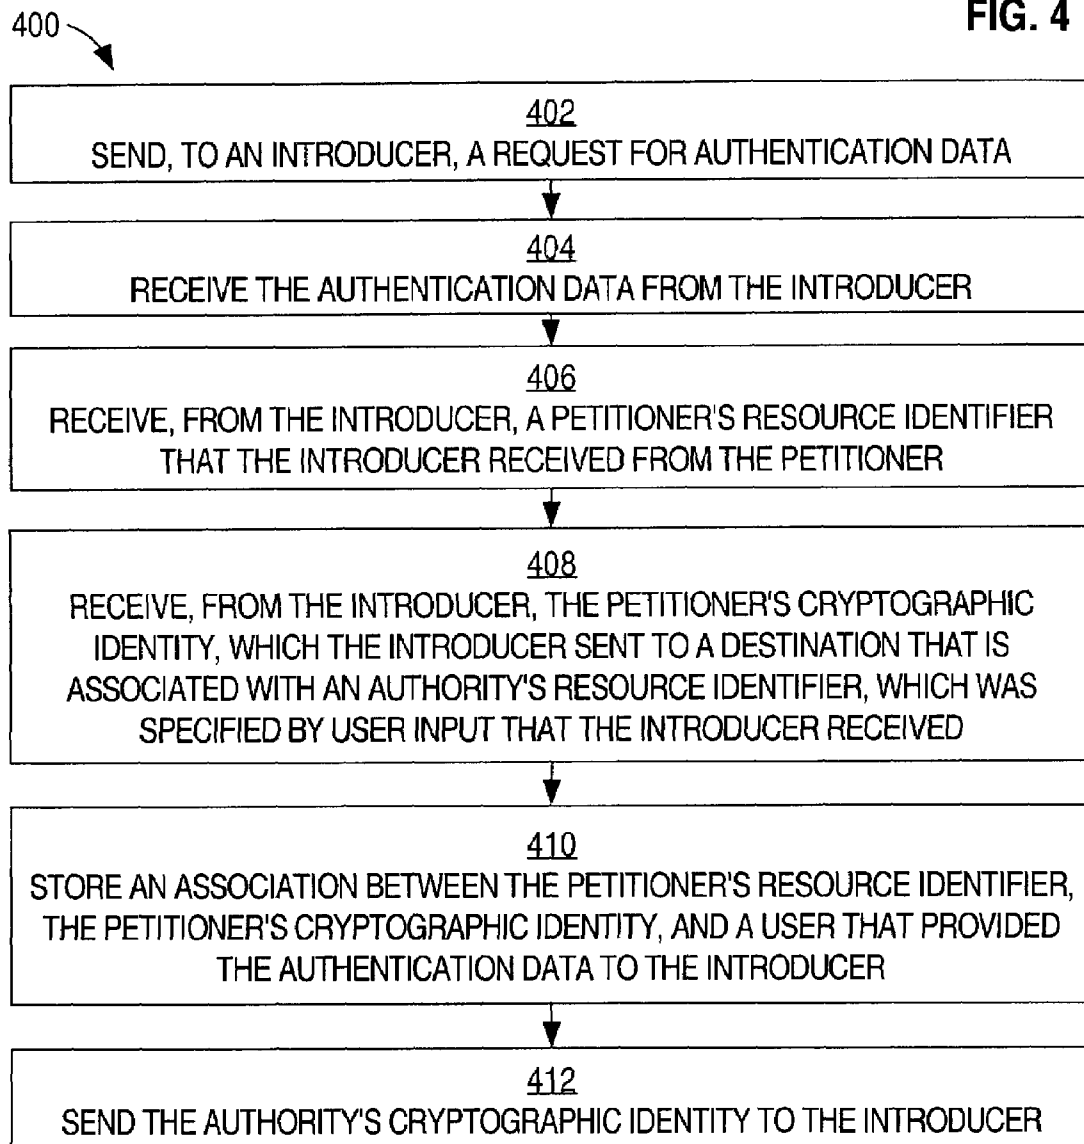 400
FIG. 4
402
SEND, TO AN INTRODUCER, A REQUEST FOR AUTHENTICATION DATA
404
RECEIVE THE AUTHENTICATION DATA FROM THE INTRODUCER
406
RECEIVE, FROM THE INTRODUCER, A PETITIONER'S RESOURCE IDENTIFIER
THAT THE INTRODUCER RECEIVED FROM THE PETITIONER
408
RECEIVE, FROM THE INTRODUCER, THE PETITIONER'S CRYPTOGRAPHIC
IDENTITY, WHICH THE INTRODUCER SENT TO A DESTINATION THAT IS
ASSOCIATED WITH AN AUTHORITY'S RESOURCE IDENTIFIER, WHICH WAS
SPECIFIED BY USER INPUT THAT THE INTRODUCER RECEIVED
410
STORE AN ASSOCIATION BETWEEN THE PETITIONER'S RESOURCE IDENTIFIER,
THE PETITIONER'S CRYPTOGRAPHIC IDENTITY, AND A USER THAT PROVIDED
THE AUTHENTICATION DATA TO THE INTRODUCER
412
SEND THE AUTHORITY'S CRYPTOGRAPHIC IDENTITY TO THE INTRODUCER